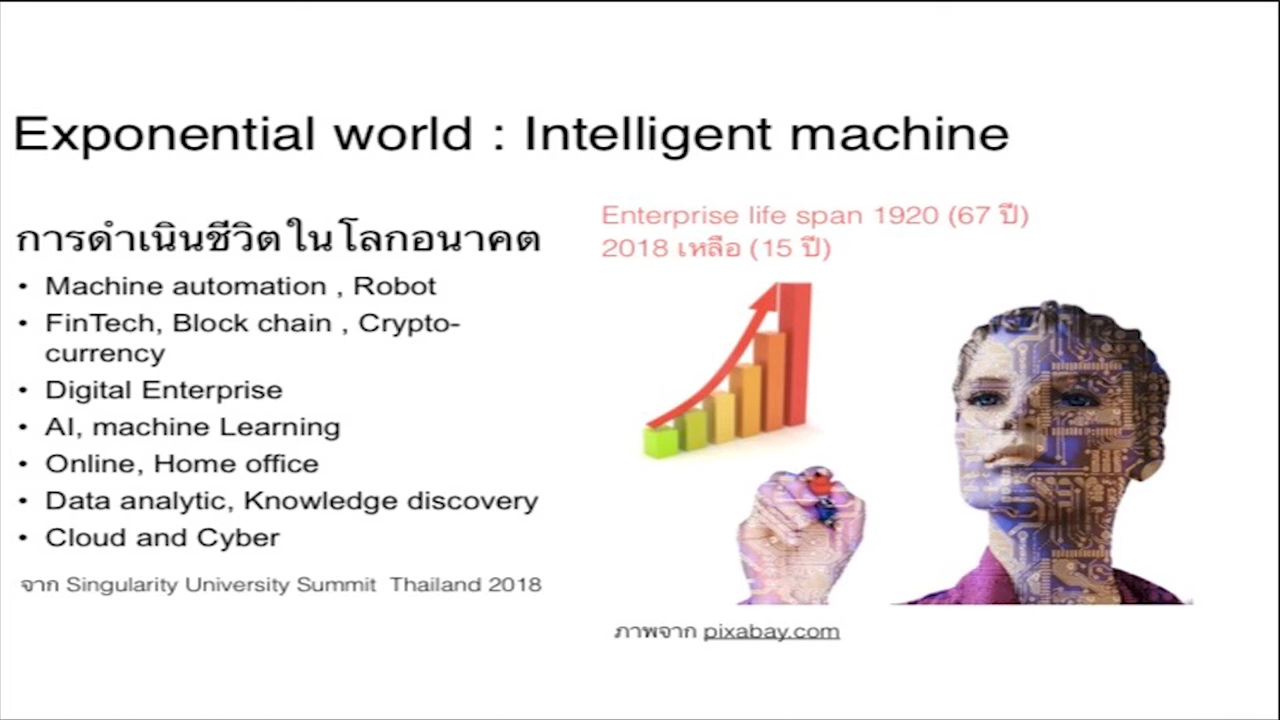 Exponential world : Intelligent machine
การดำเนินชีวิตในโลกอนาคต
• Machine automation , Robot
• FinTech, Block chain , Crypto-
currency
• Digital Enterprise
• AI, machine Learning
• Online, Home office
• Data analytic, Knowledge discovery
• Cloud and Cyber
จาก Singularity University Summit Thailand 2018
Enterprise life span 1920 (67 ปี)
2018 เหลือ (15 ปี)
ภาพจาก pixabay.com